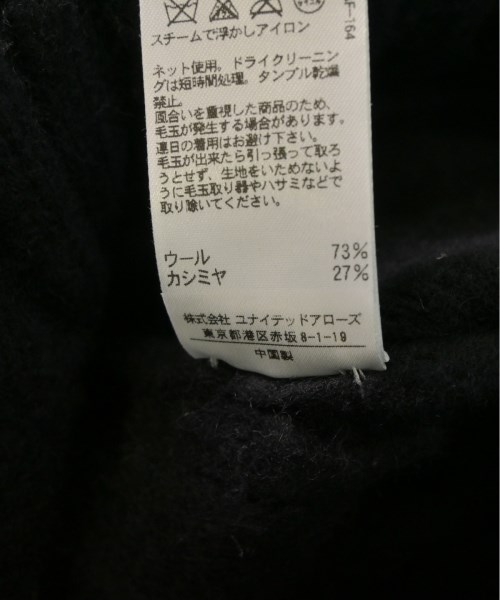 スチームで浮かしアイロン
ネット使用。ドライクリーニン
グは短時間処理。タンブル乾燥
禁止。
風合いを重視した商品のため、
毛玉が発生する場合があります。
連日の着用はお避け下さい。
毛玉が出来たら引っ張って取ろ
うとせず、生地をいためないよ
うに毛玉取り器やハサミなどで
取り除いてください。
ウール 73%
カシミヤ 27%
株式会社 ユナイテッドアローズ
東京都港区赤坂8-1-19
中国製